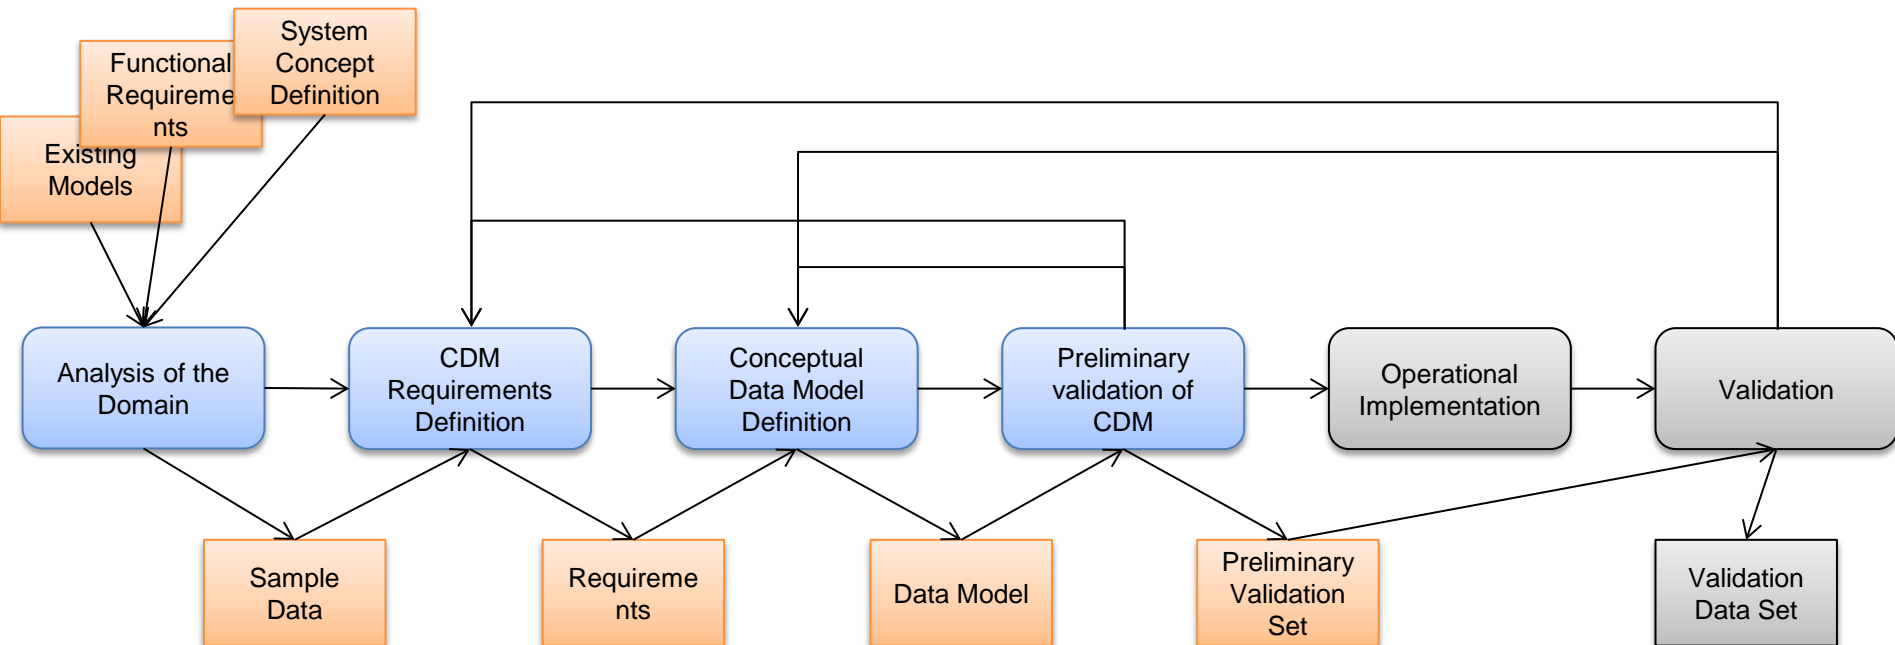 System
Concept
Definition
Functional
Requireme
nts
Existing
Models
Analysis of the
Domain
CDM
Requirements
Definition
Conceptual
Data Model
Definition
Preliminary
validation of
CDM
Operational
Implementation
Validation
Sample
Data
Requireme
nts
Data Model
Preliminary
Validation
Set
Validation
Data Set